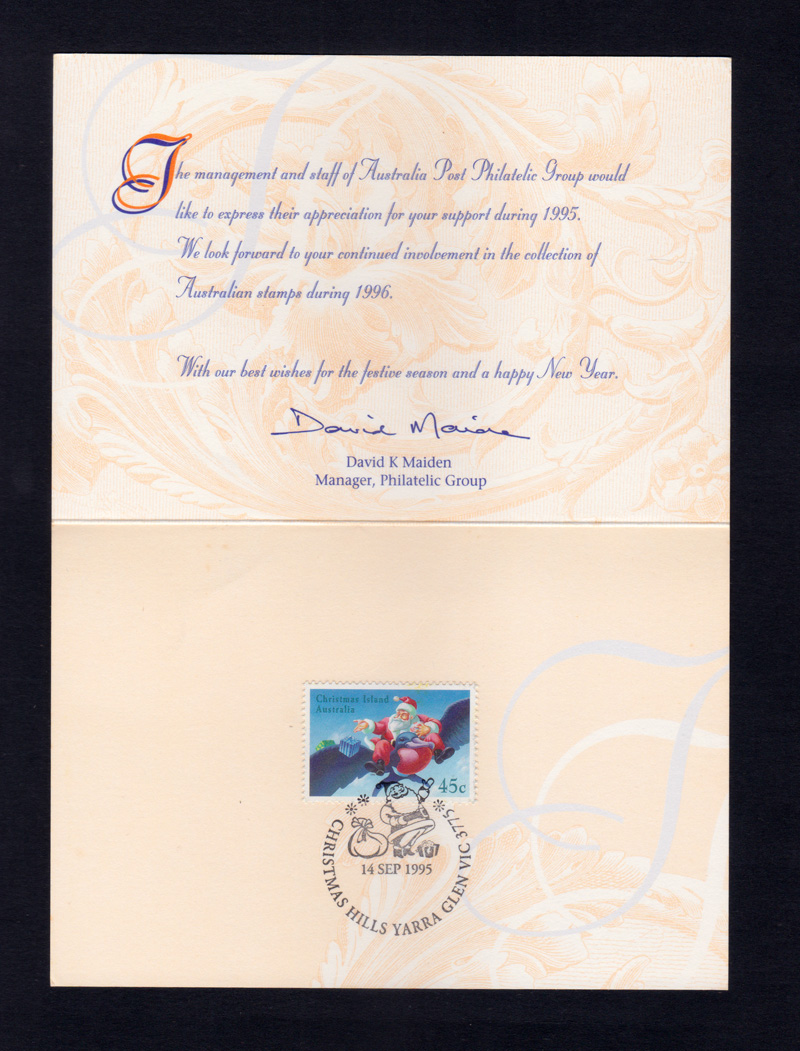 The management and staff of Australia Post Philatelic Group would
like to express their appreciation for your support during 1995.
We look forward to your continued involvement in the collection of
Australian stamps during 1996.
With our best wishes for the festive season and a happy New Year.
David Maiden
David K Maiden
Manager, Philatelic Group
Christmas Island
Australia
45c
14 SEP 1995
CHRISTMAS HILLS YARRA GLEN VIC 3775